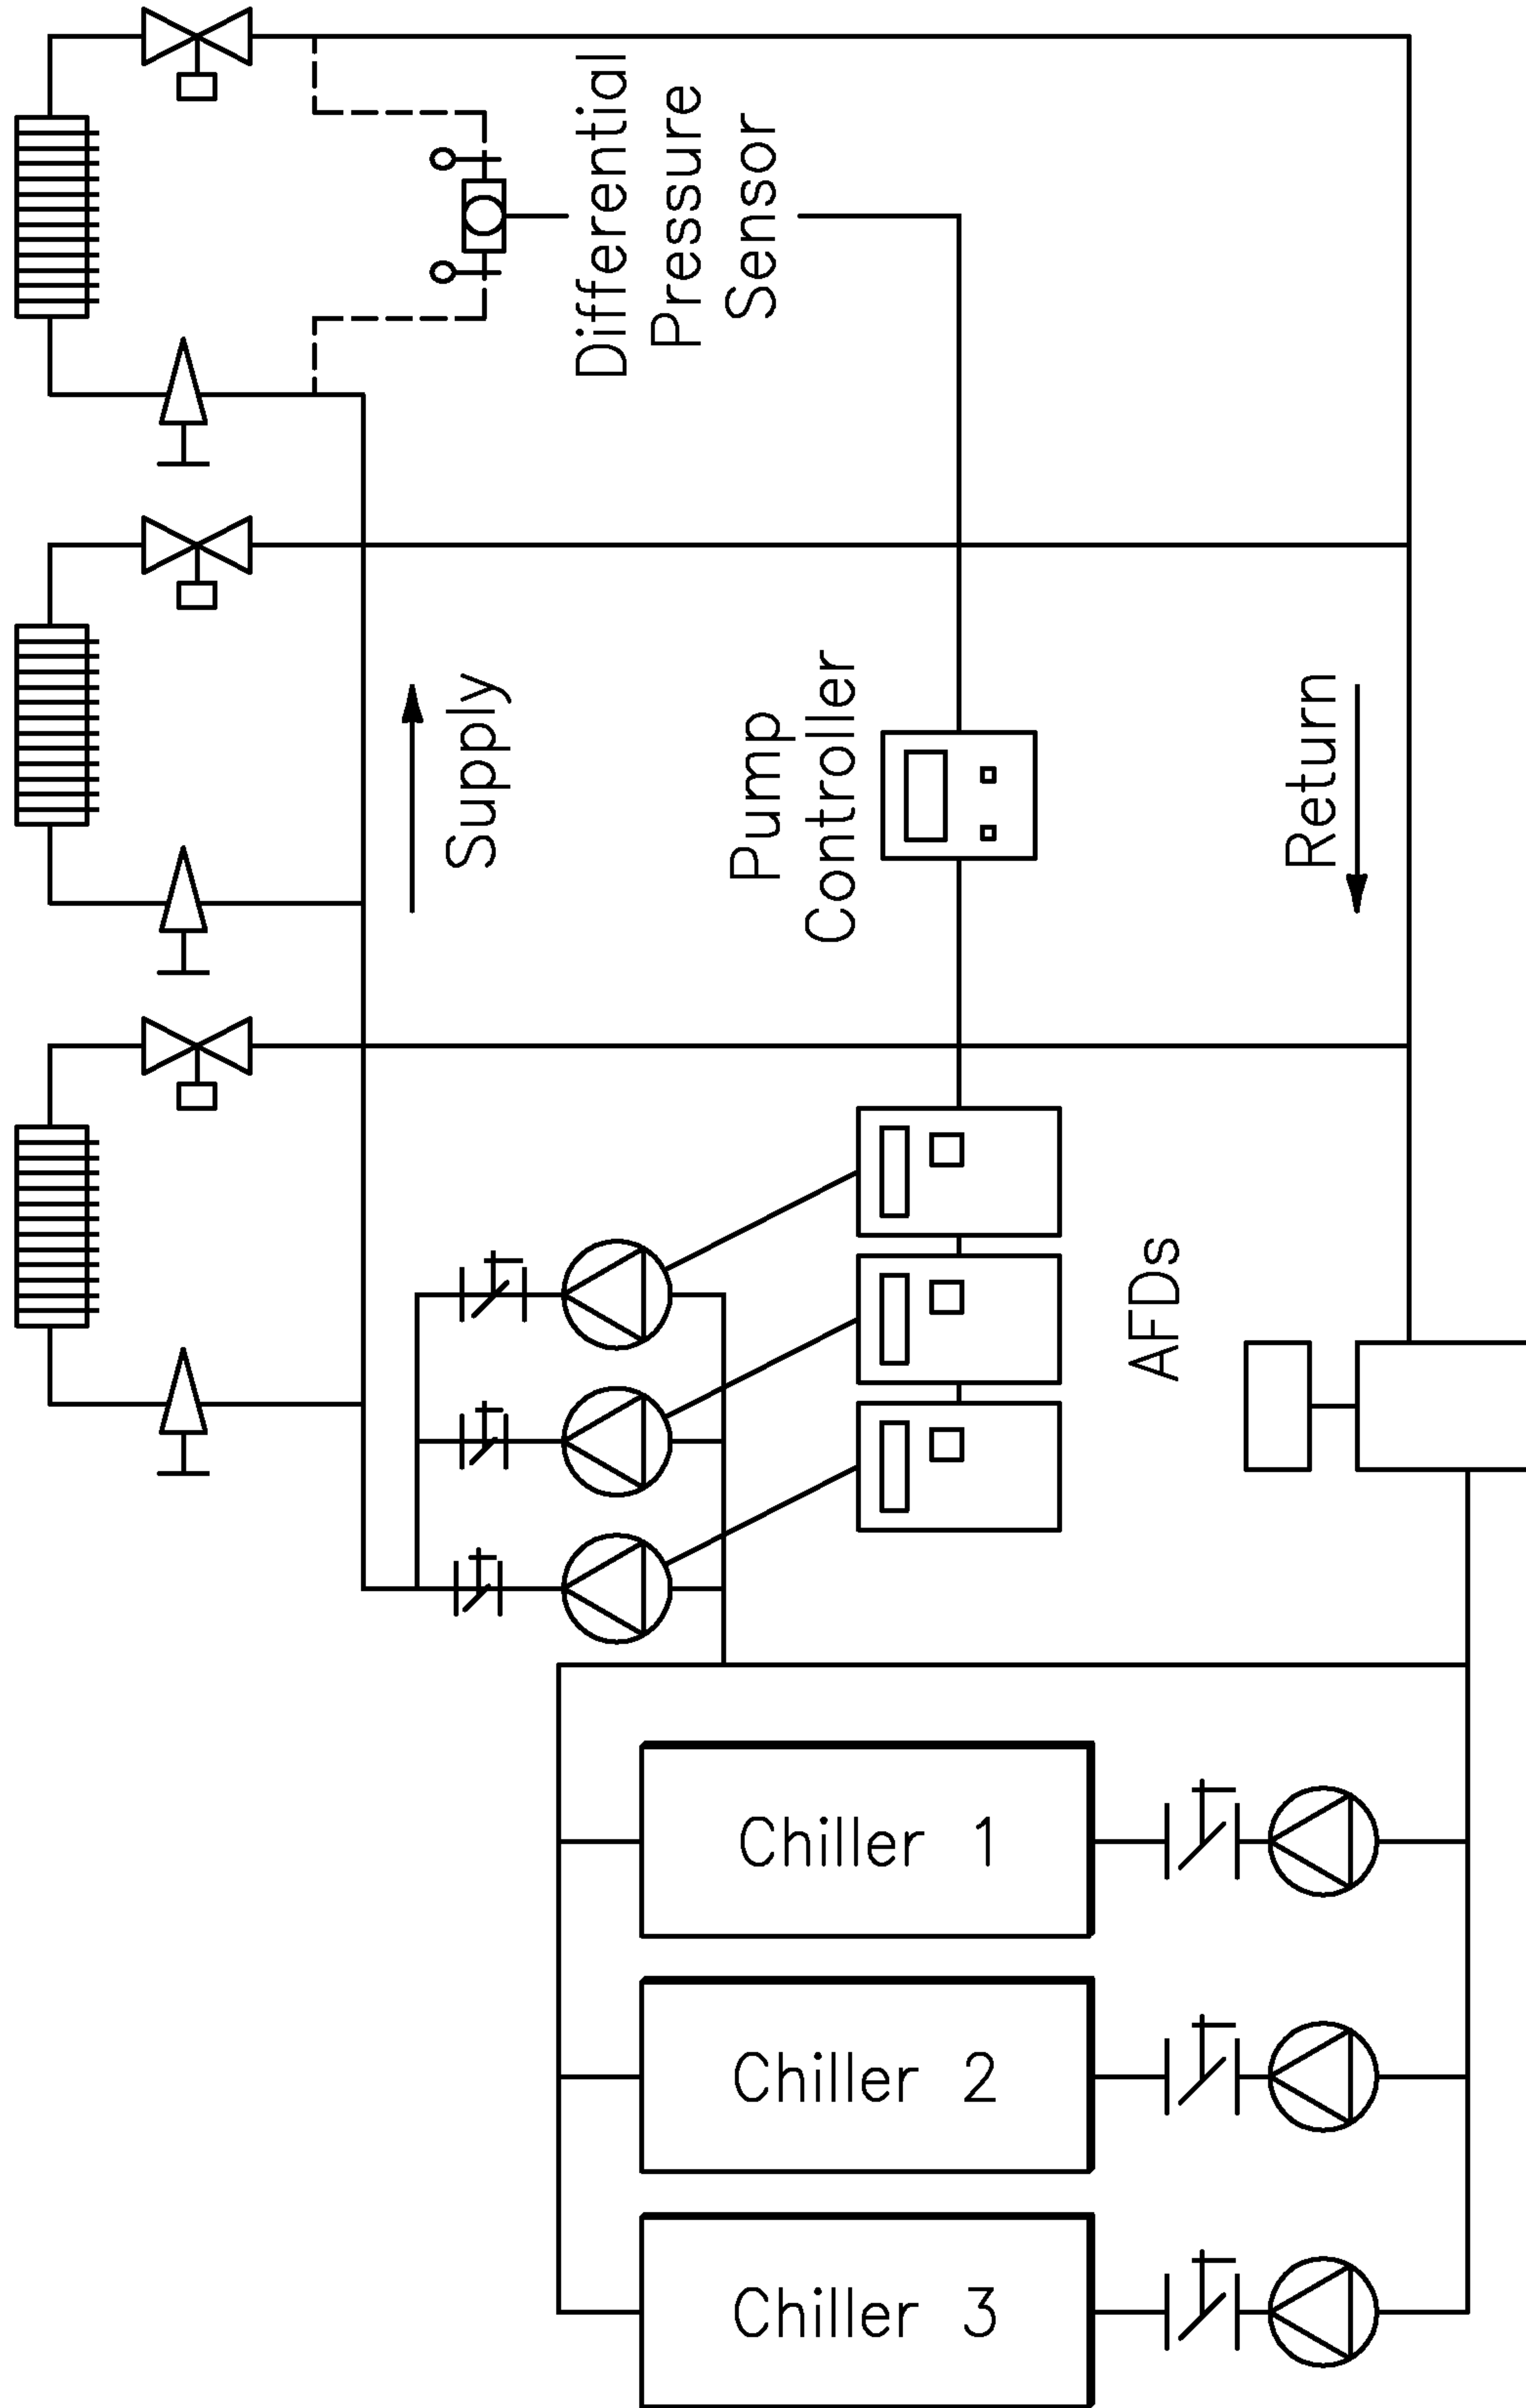 Differential
Pressure
Sensor
Supply
Pump
Controller
Return
AFDs
Chiller 1
Chiller 2
Chiller 3